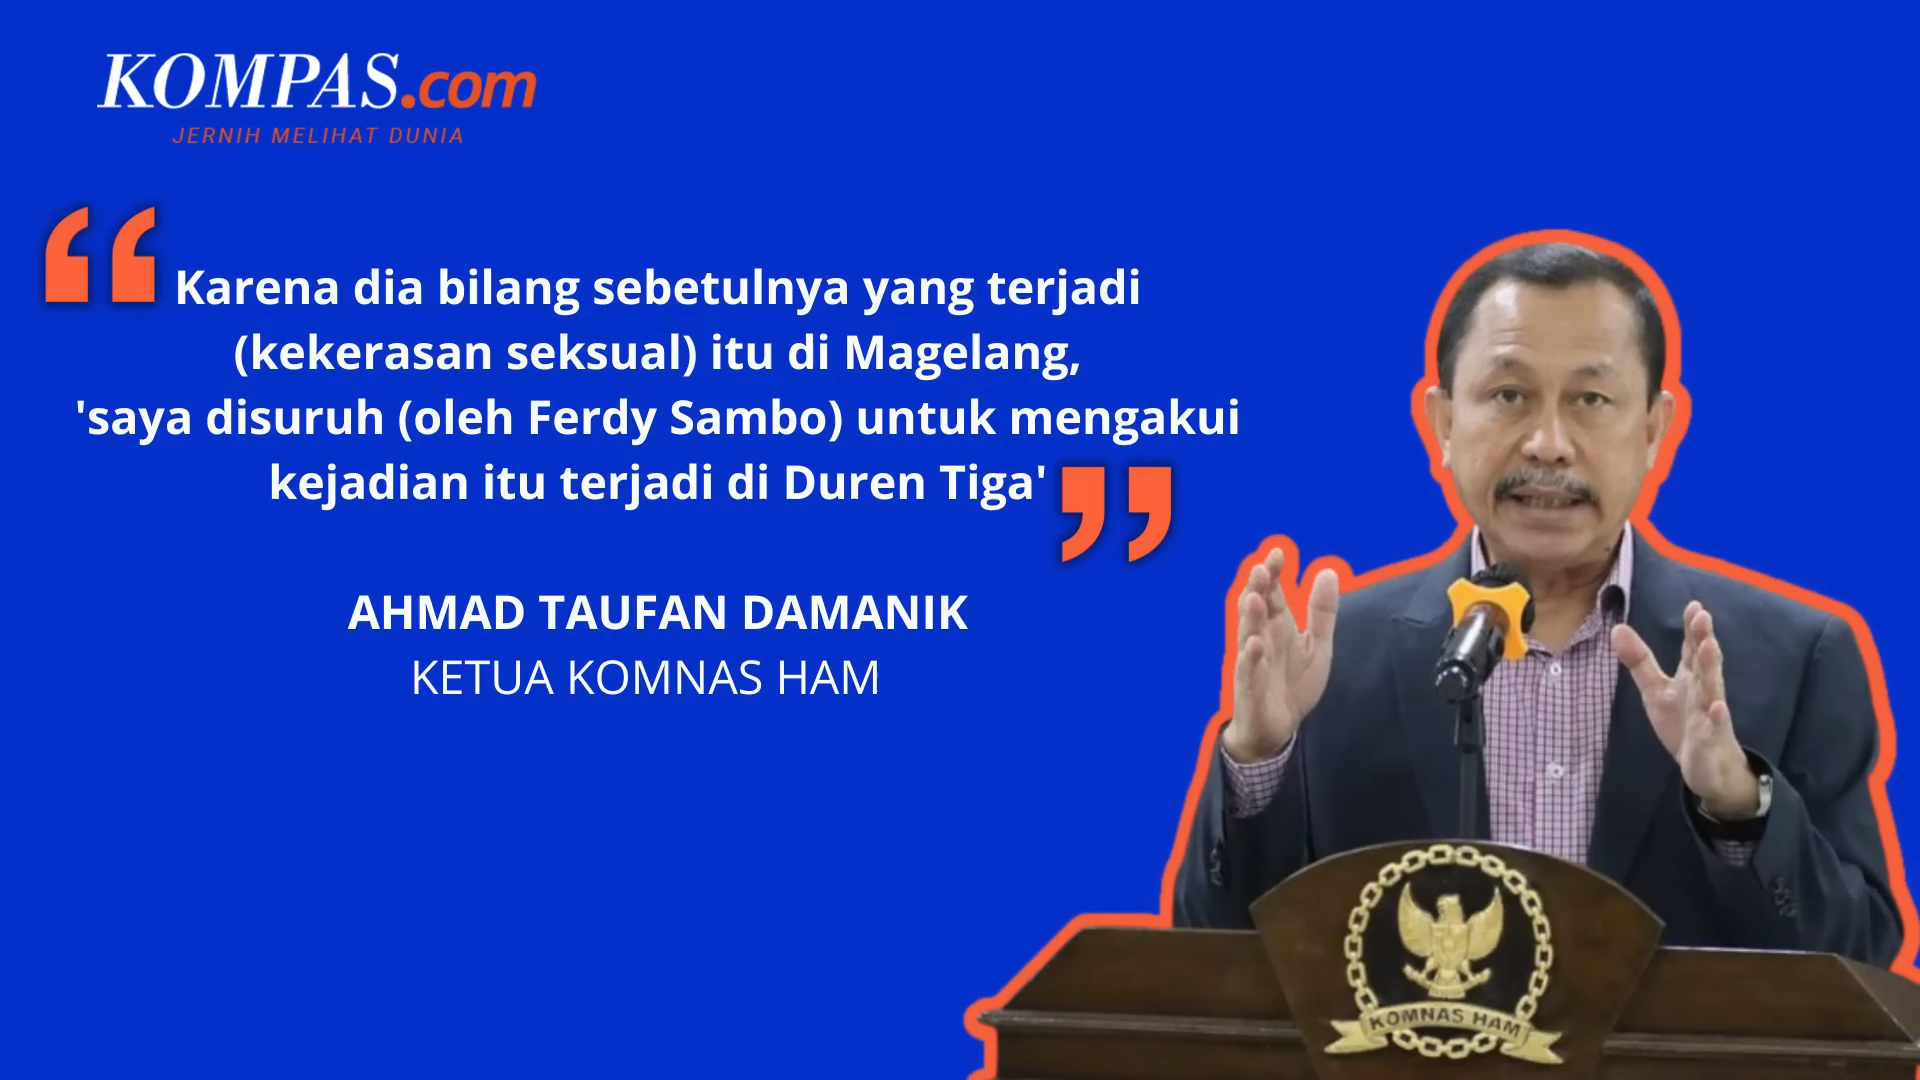 KOMPAS.com
JERNIH MELIHAT DUNIA
Karena dia bilang sebetulnya yang terjadi
(kekerasan seksual) itu di Magelang,
'saya disuruh (oleh Ferdy Sambo) untuk mengakui
kejadian itu terjadi di Duren Tiga'
AHMAD TAUFAN DAMANIK
KETUA KOMNAS HAM
KOMNAS HAM